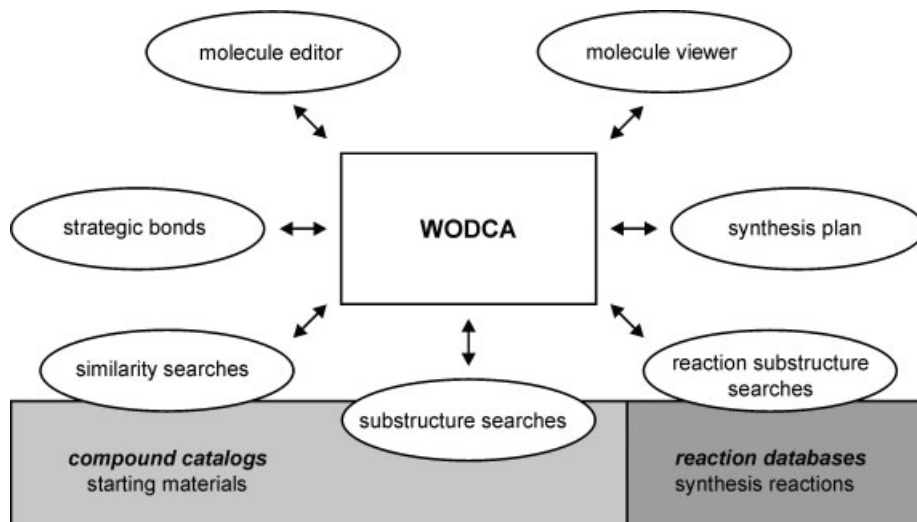 molecule editor
molecule viewer
strategic bonds
WODCA
synthesis plan
similarity searches
substructure searches
reaction substructure
searches
compound catalogs
starting materials
reaction databases
synthesis reactions